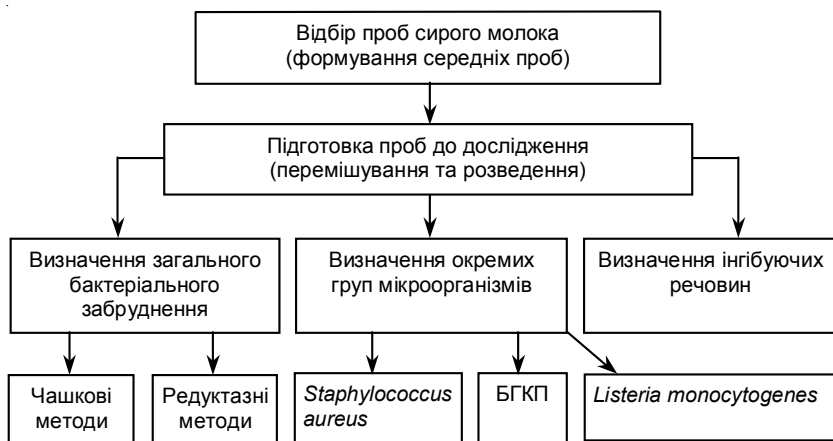 Відбір проб сирого молока
(формування середніх проб)
Підготовка проб до дослідження
(перемішування та розведення)
Визначення загального
бактеріального
забруднення
Визначення окремих
груп мікроорганізмів
Визначення інгібуючих
речовин
Чашкові
методи
Редуктазні
методи
Staphylococcus
aureus
БГКП
Listeria monocytogenes